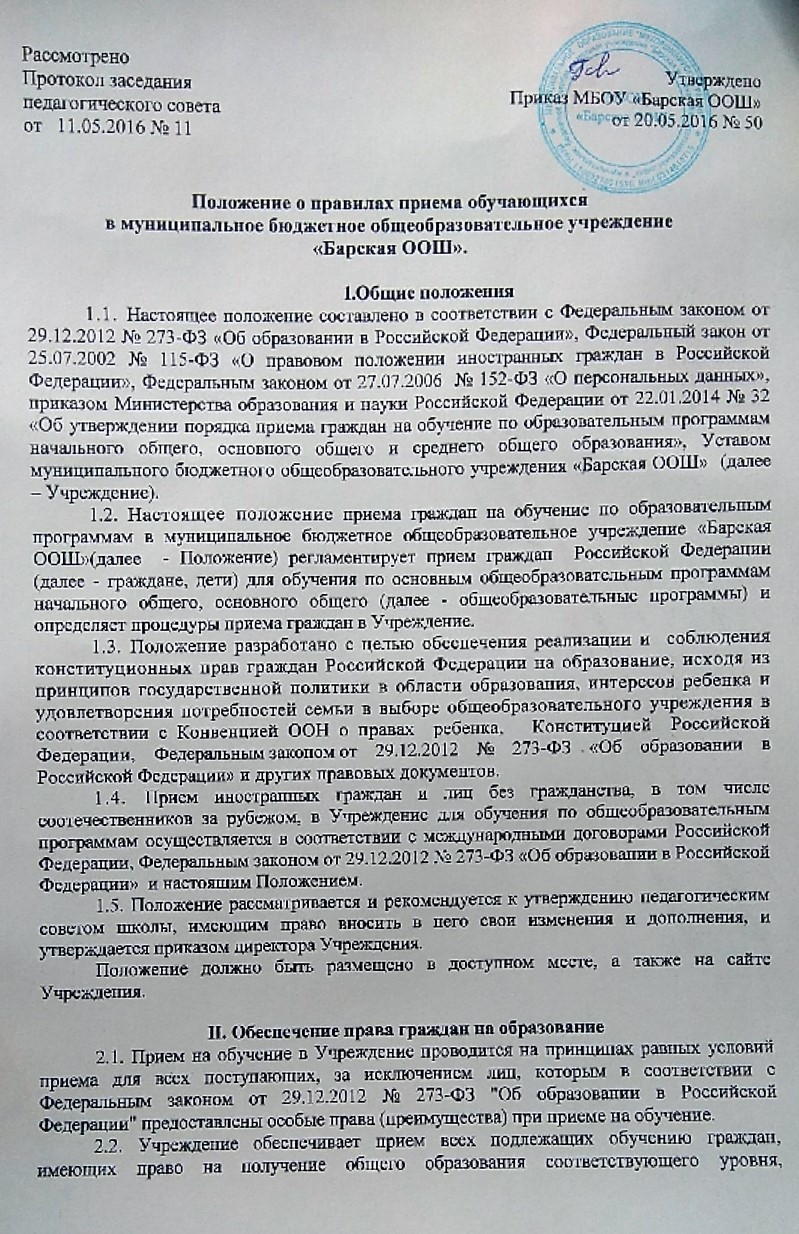 Рассмотрено
Протокол заседания
педагогического совета
от 11.05.2016 № 11
Утверждено
Приказ МБОУ «Барская ООШ»
от 20.05.2016 № 50
Положение о правилах приема обучающихся
в муниципальное бюджетное общеобразовательное учреждение
«Барская ООШ».
I.Общие положения
1.1. Настоящее положение составлено в соответствии с Федеральным законом от
29.12.2012 № 273-ФЗ «Об образовании в Российской Федерации», Федеральный закон от
25.07.2002 № 115-ФЗ «О правовом положении иностранных граждан в Российской
Федерации», Федеральным законом от 27.07.2006 № 152-ФЗ «О персональных данных»,
приказом Министерства образования и науки Российской Федерации от 22.01.2014 № 32
«Об утверждении порядка приема граждан на обучение по образовательным программам
начального общего, основного общего и среднего общего образования», Уставом
муниципального бюджетного общеобразовательного учреждения «Барская ООШ» (далее
– Учреждение).
1.2. Настоящее положение приема граждан на обучение по образовательным
программам в муниципальное бюджетное общеобразовательное учреждение «Барская
ООШ»(далее - Положение) регламентирует прием граждан Российской Федерации
(далее - граждане, дети) для обучения по основным общеобразовательным программам
начального общего, основного общего (далее - общеобразовательные программы) и
определяет процедуры приема граждан в Учреждение.
1.3. Положение разработано с целью обеспечения реализации и соблюдения
конституционных прав граждан Российской Федерации на образование, исходя из
принципов государственной политики в области образования, интересов ребенка и
удовлетворения потребностей семьи в выборе общеобразовательного учреждения в
соответствии с Конвенцией ООН о правах ребенка, Конституцией Российской
Федерации, Федеральным законом от 29.12.2012 № 273-ФЗ «Об образовании в
Российской Федерации» и других правовых документов.
1.4. Прием иностранных граждан и лиц без гражданства, в том числе
соотечественников за рубежом, в Учреждение для обучения по общеобразовательным
программам осуществляется в соответствии с международными договорами Российской
Федерации, Федеральным законом от 29.12.2012 № 273-ФЗ «Об образовании в Российской
Федерации» и настоящим Положением.
1.5. Положение рассматривается и рекомендуется к утверждению педагогическим
советом школы, имеющим право вносить в него свои изменения и дополнения, и
утверждается приказом директора Учреждения.
Положение должно быть размещено в доступном месте, а также на сайте
Учреждения.
II. Обеспечение права граждан на образование
2.1. Прием на обучение в Учреждение проводится на принципах равных условий
приема для всех поступающих, за исключением лиц, которым в соответствии с
Федеральным законом от 29.12.2012 № 273-ФЗ "Об образовании в Российской
Федерации" предоставлены особые права (преимущества) при приеме на обучение.
2.2. Учреждение обеспечивает прием всех подлежащих обучению граждан,
имеющих право на получение общего образования соответствующего уровня,